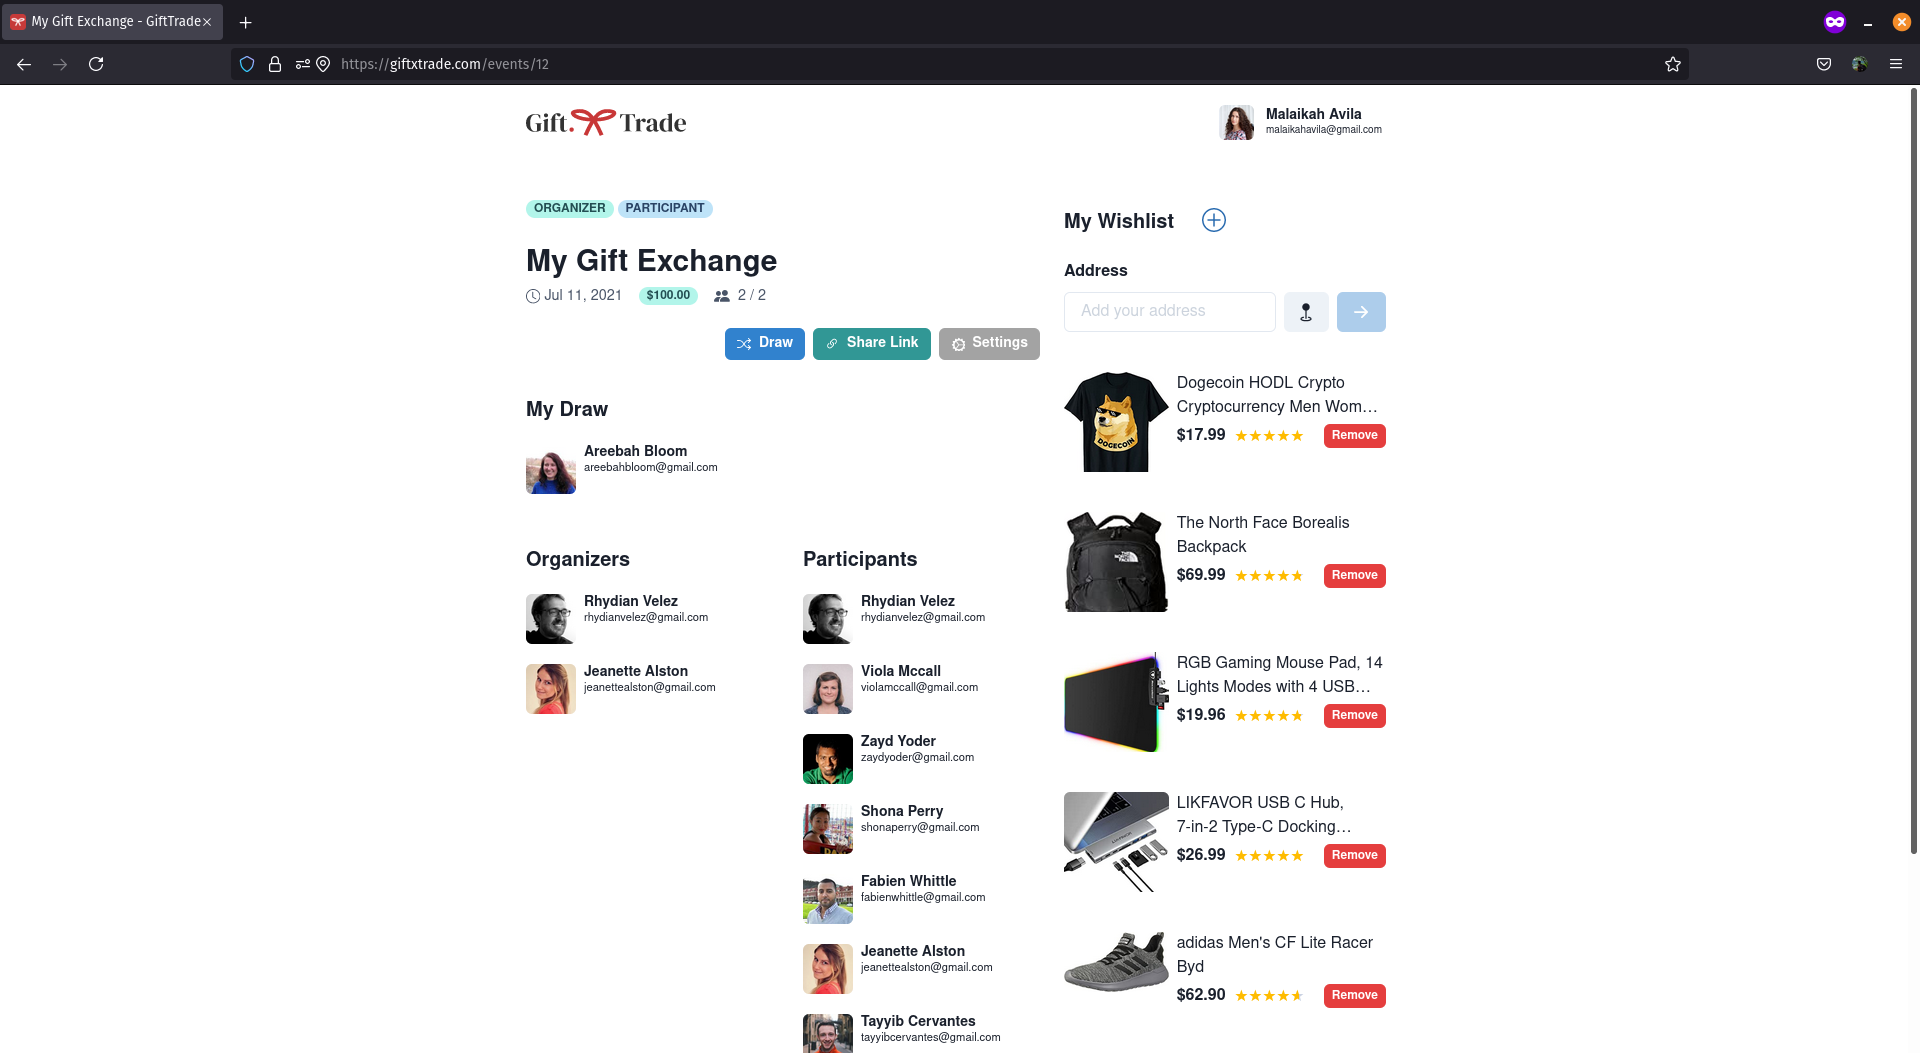 My Gift Exchange - GiftTrade
https://giftxtrade.com/events/12
Gift. Trade
Malaikah Avila
malaikahavila@gmail.com
ORGANIZER PARTICIPANT
My Gift Exchange
Jul 11, 2021 $100.00 2 / 2
Draw Share Link Settings
My Draw
Areebah Bloom
areebahbloom@gmail.com
Organizers
Rhydian Velez
rhydianvelez@gmail.com
Jeanette Alston
jeanettealston@gmail.com
Participants
Rhydian Velez
rhydianvelez@gmail.com
Viola Mccall
violamccall@gmail.com
Zayd Yoder
zaydyoder@gmail.com
Shona Perry
shonaperry@gmail.com
Fabien Whittle
fabienwhittle@gmail.com
Jeanette Alston
jeanettealston@gmail.com
Tayyib Cervantes
tayyibcervantes@gmail.com
My Wishlist
Address
Add your address
DOGECOIN
Dogecoin HODL Crypto
Cryptocurrency Men Wom…
$17.99 Remove
THE NORTH FACE
The North Face Borealis
Backpack
$69.99 Remove
RGB Gaming Mouse Pad, 14
Lights Modes with 4 USB…
$19.96 Remove
LIKFAVOR USB C Hub,
7-in-2 Type-C Docking…
$26.99 Remove
adidas Men's CF Lite Racer
Byd
$62.90 Remove